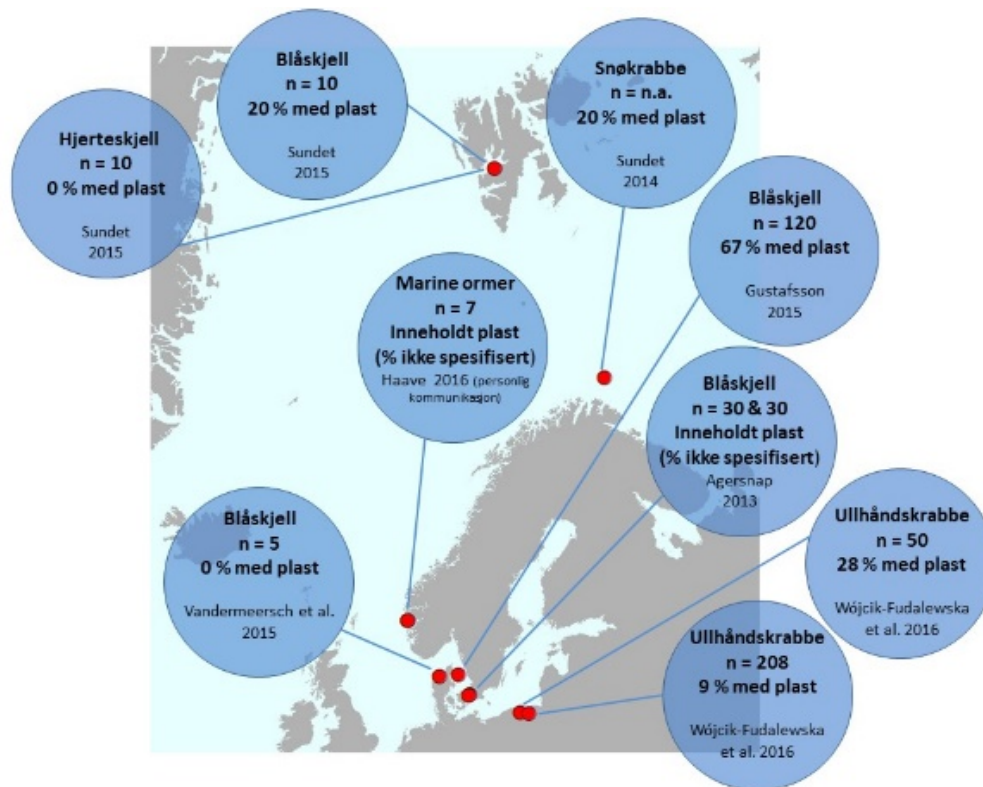 Blåskjell
n = 10
20 % med plast
Sundet
2015
Snøkrabbe
n = n.a.
20 % med plast
Sundet
2014
Hjerteskjell
n = 10
0 % med plast
Sundet
2015
Blåskjell
n = 120
67 % med plast
Gustafsson
2015
Marine ormer
n = 7
Inneholdt plast
(% ikke spesifisert)
Haave 2016 (personlig
kommunikasjon)
Blåskjell
n = 30 & 30
Inneholdt plast
(% ikke spesifisert)
Agersnap
2013
Blåskjell
n = 5
0 % med plast
Vandermeersch et al.
2015
Ullhåndskrabbe
n = 50
28 % med plast
Wójcik-Fudalewska
et al. 2016
Ullhåndskrabbe
n = 208
9 % med plast
Wójcik-Fudalewska
et al. 2016